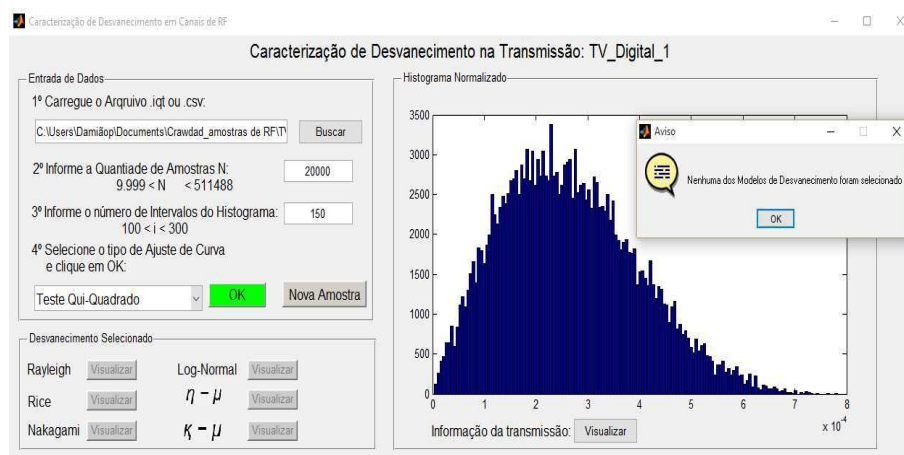 Caracterização de Desvanecimento em Canais de RF
Caracterização de Desvanecimento na Transmissão: TV_Digital_1
Entrada de Dados
1º Carregue o Arqruivo .iqt ou .csv:
C:\Users\Damiãop\Documents\Crawdad_amostras de RF\TV
Buscar
2º Informe a Quantiade de Amostras N:
9.999 < N < 511488
20000
3º Informe o número de Intervalos do Histograma:
100 < i < 300
150
4º Selecione o tipo de Ajuste de Curva
e clique em OK:
Teste Qui-Quadrado
OK
Nova Amostra
Desvanecimento Selecionado
Rayleigh Visualizar Log-Normal Visualizar
Rice Visualizar η − μ Visualizar
Nakagami Visualizar κ − μ Visualizar
Histograma Normalizado
3500
3000
2500
2000
1500
1000
500
0
0 1 2 3 4 5 6 7 8
x 10⁻⁴
Informação da transmissão: Visualizar
Aviso
Nenhuma dos Modelos de Desvanecimento foram selecionado
OK